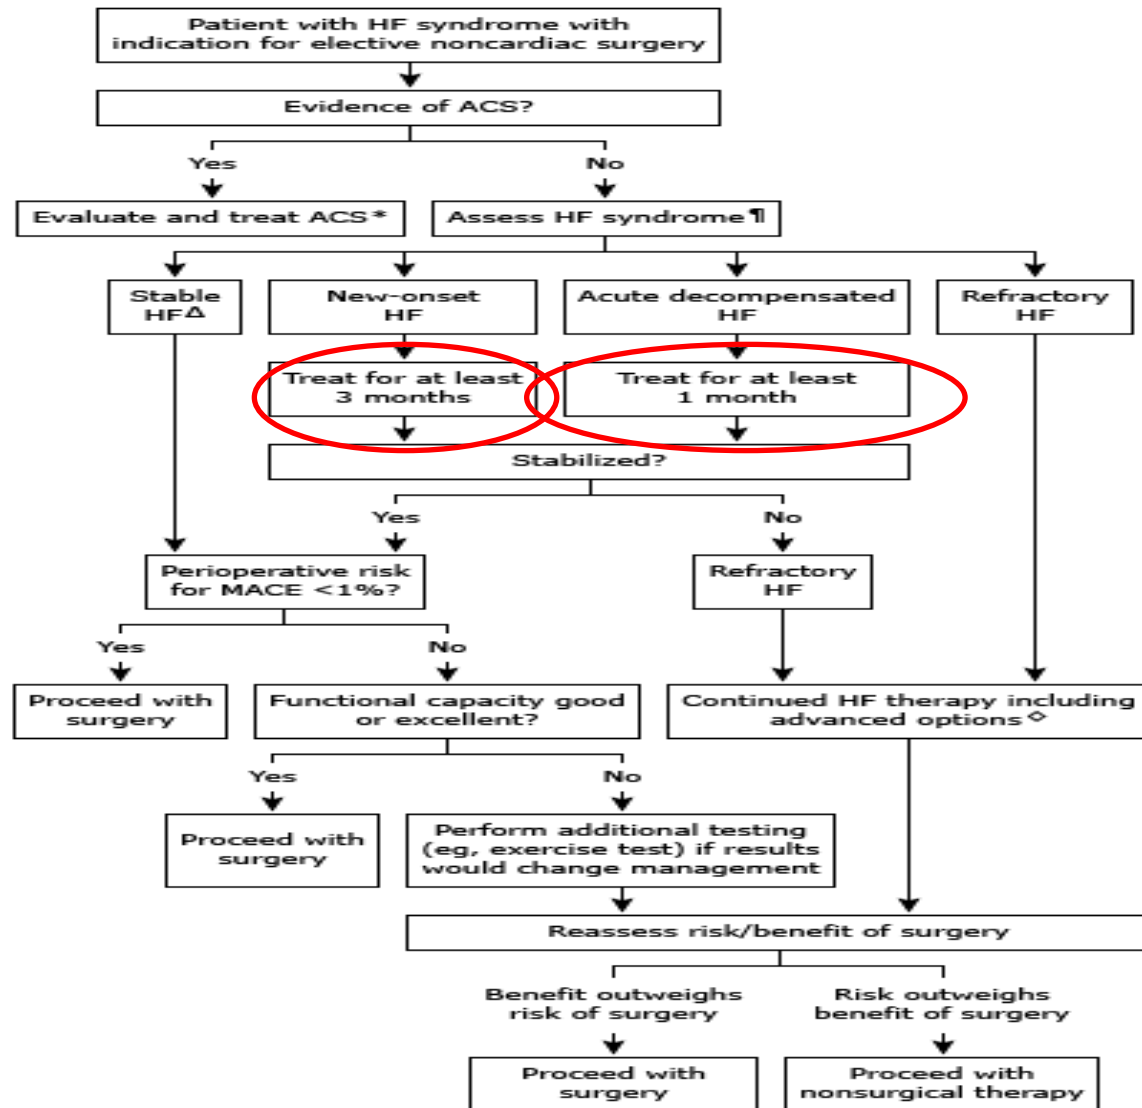 Patient with HF syndrome with
indication for elective noncardiac surgery
Evidence of ACS?
Yes
No
Evaluate and treat ACS*
Assess HF syndrome¶
Stable
HFΔ
New-onset
HF
Acute decompensated
HF
Refractory
HF
Treat for at least
3 months
Treat for at least
1 month
Stabilized?
Yes
No
Perioperative risk
for MACE <1%?
Refractory
HF
Yes
No
Proceed with
surgery
Functional capacity good
or excellent?
Continued HF therapy including
advanced options◇
Yes
No
Proceed with
surgery
Perform additional testing
(eg, exercise test) if results
would change management
Reassess risk/benefit of surgery
Benefit outweighs
risk of surgery
Risk outweighs
benefit of surgery
Proceed with
surgery
Proceed with
nonsurgical therapy